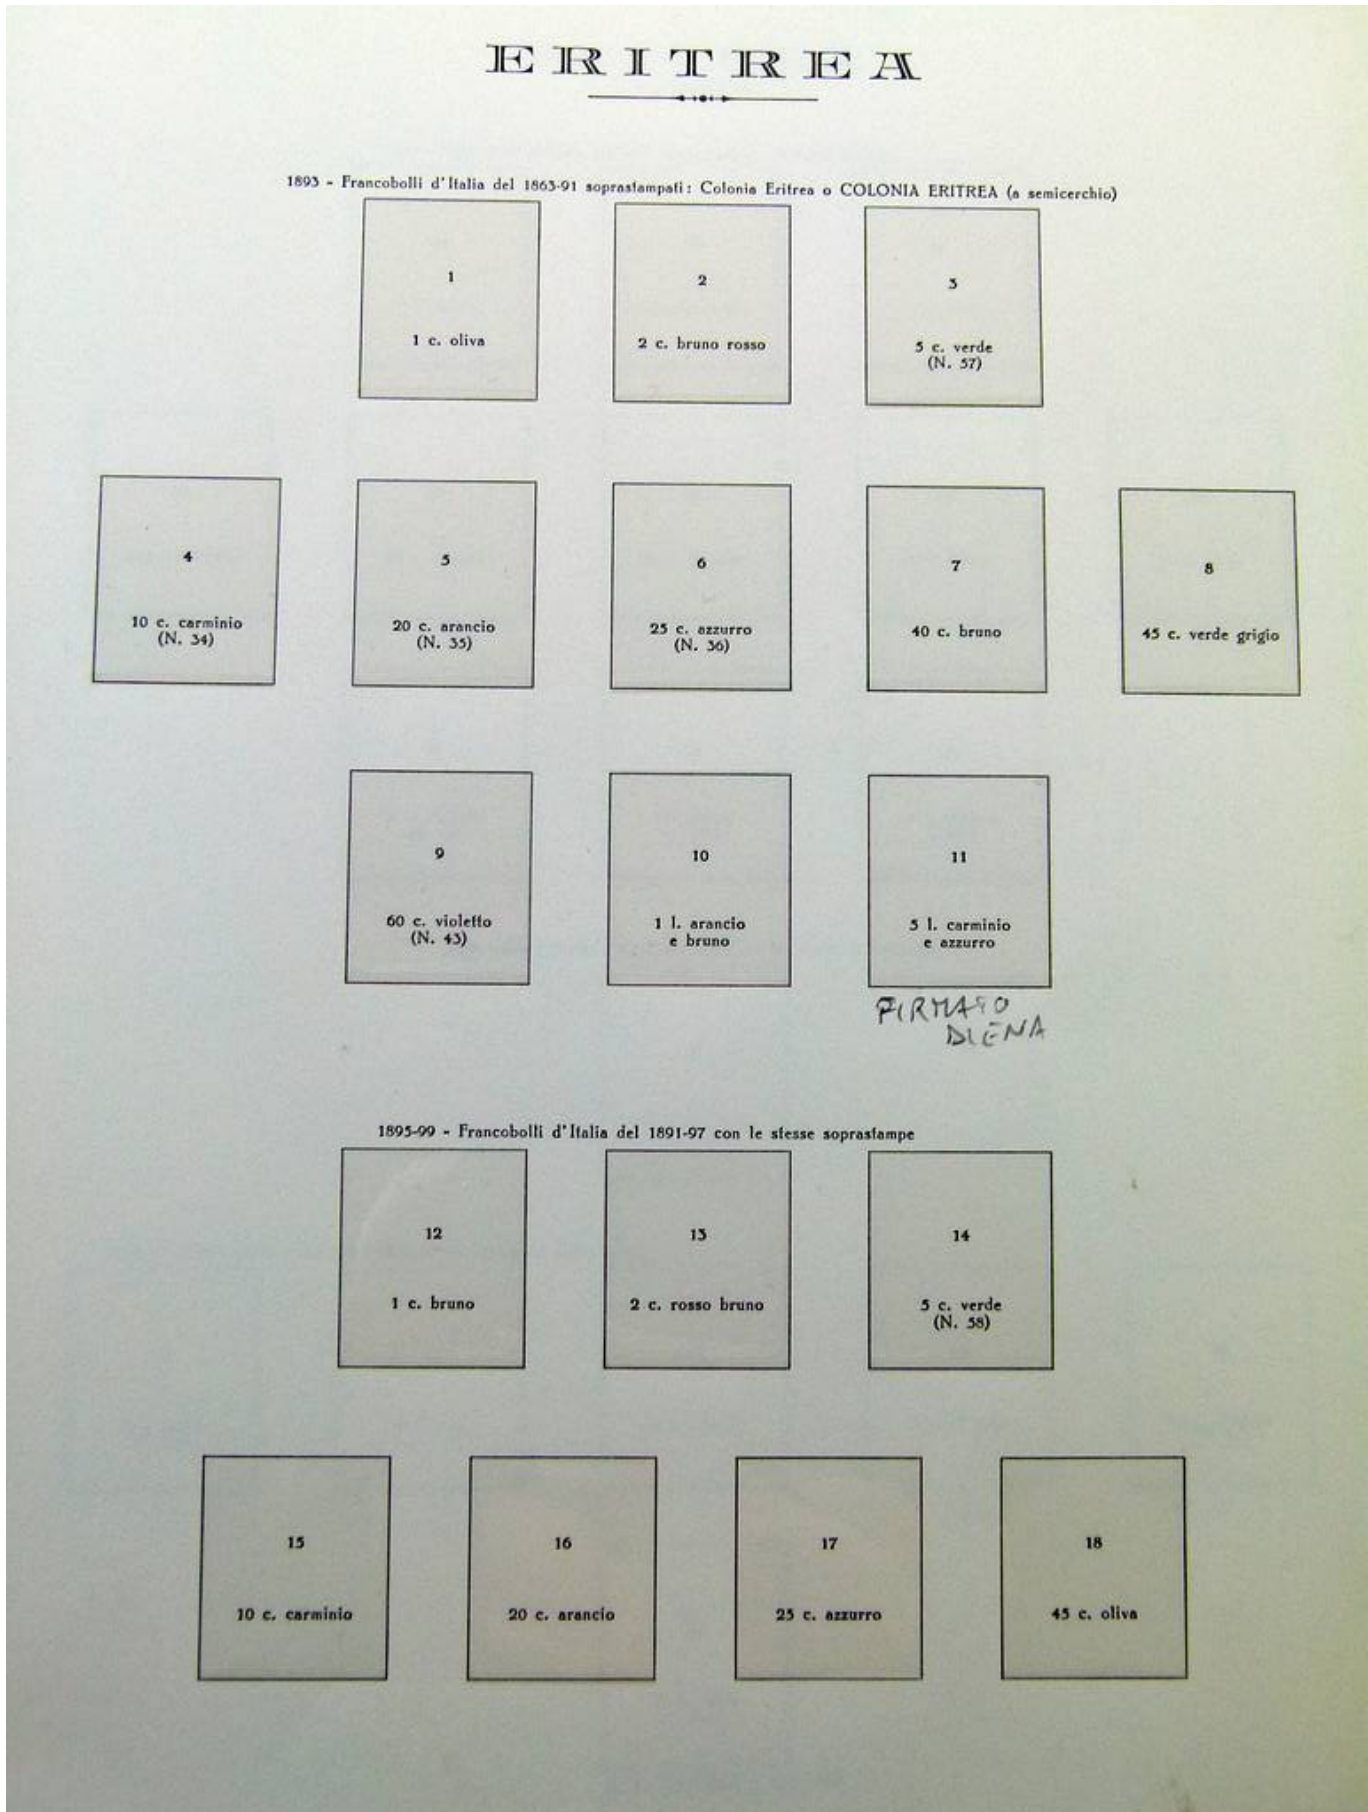 ERITREA
1893 - Francobolli d'Italia del 1863-91 soprastampati: Colonia Eritrea o COLONIA ERITREA (a semicerchio)
1
1 c. oliva
2
2 c. bruno rosso
3
5 c. verde
(N. 57)
4
10 c. carminio
(N. 34)
5
20 c. arancio
(N. 35)
6
25 c. azzurro
(N. 36)
7
40 c. bruno
8
45 c. verde grigio
9
60 c. violetto
(N. 43)
10
1 l. arancio
e bruno
11
5 l. carminio
e azzurro
FIRMATO
DIENA
1895-99 - Francobolli d'Italia del 1891-97 con le stesse soprastampe
12
1 c. bruno
13
2 c. rosso bruno
14
5 c. verde
(N. 58)
15
10 c. carminio
16
20 c. arancio
17
25 c. azzurro
18
45 c. oliva